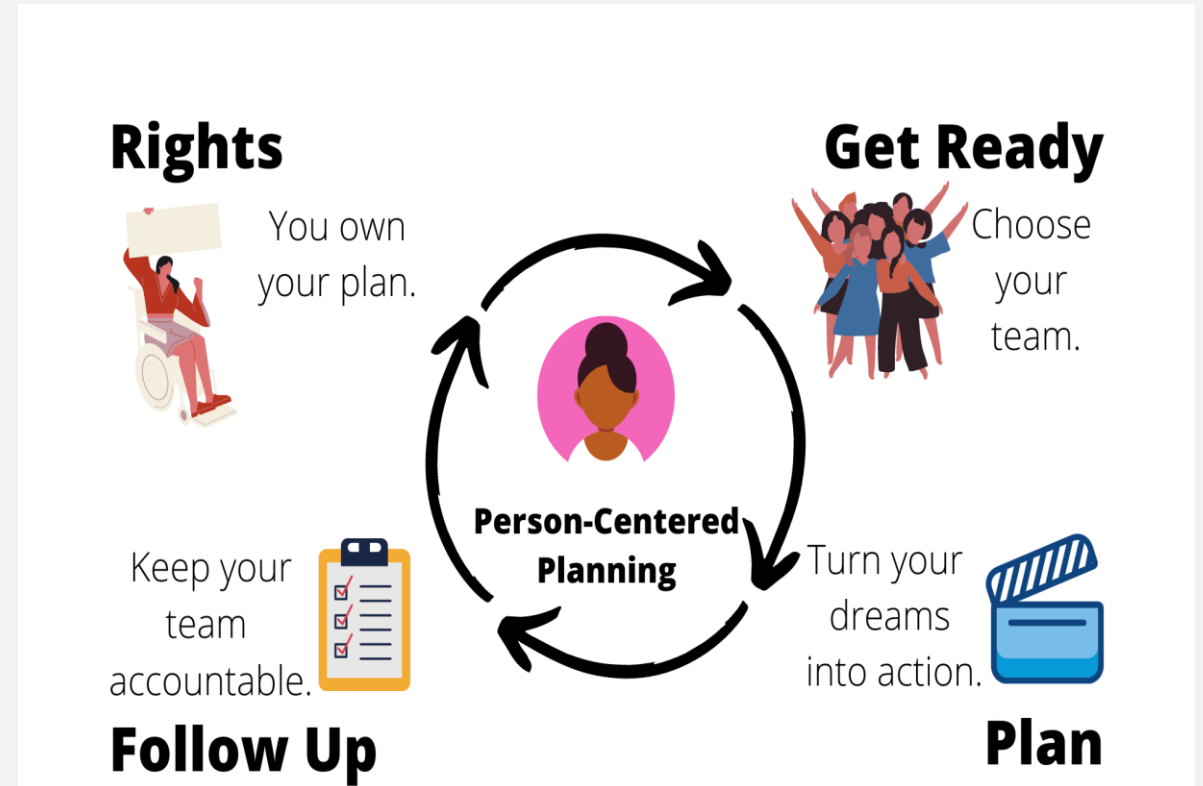 Rights
You own
your plan.
Get Ready
Choose
your
team.
Person-Centered
Planning
Turn your
dreams
into action.
Plan
Keep your
team
accountable.
Follow Up